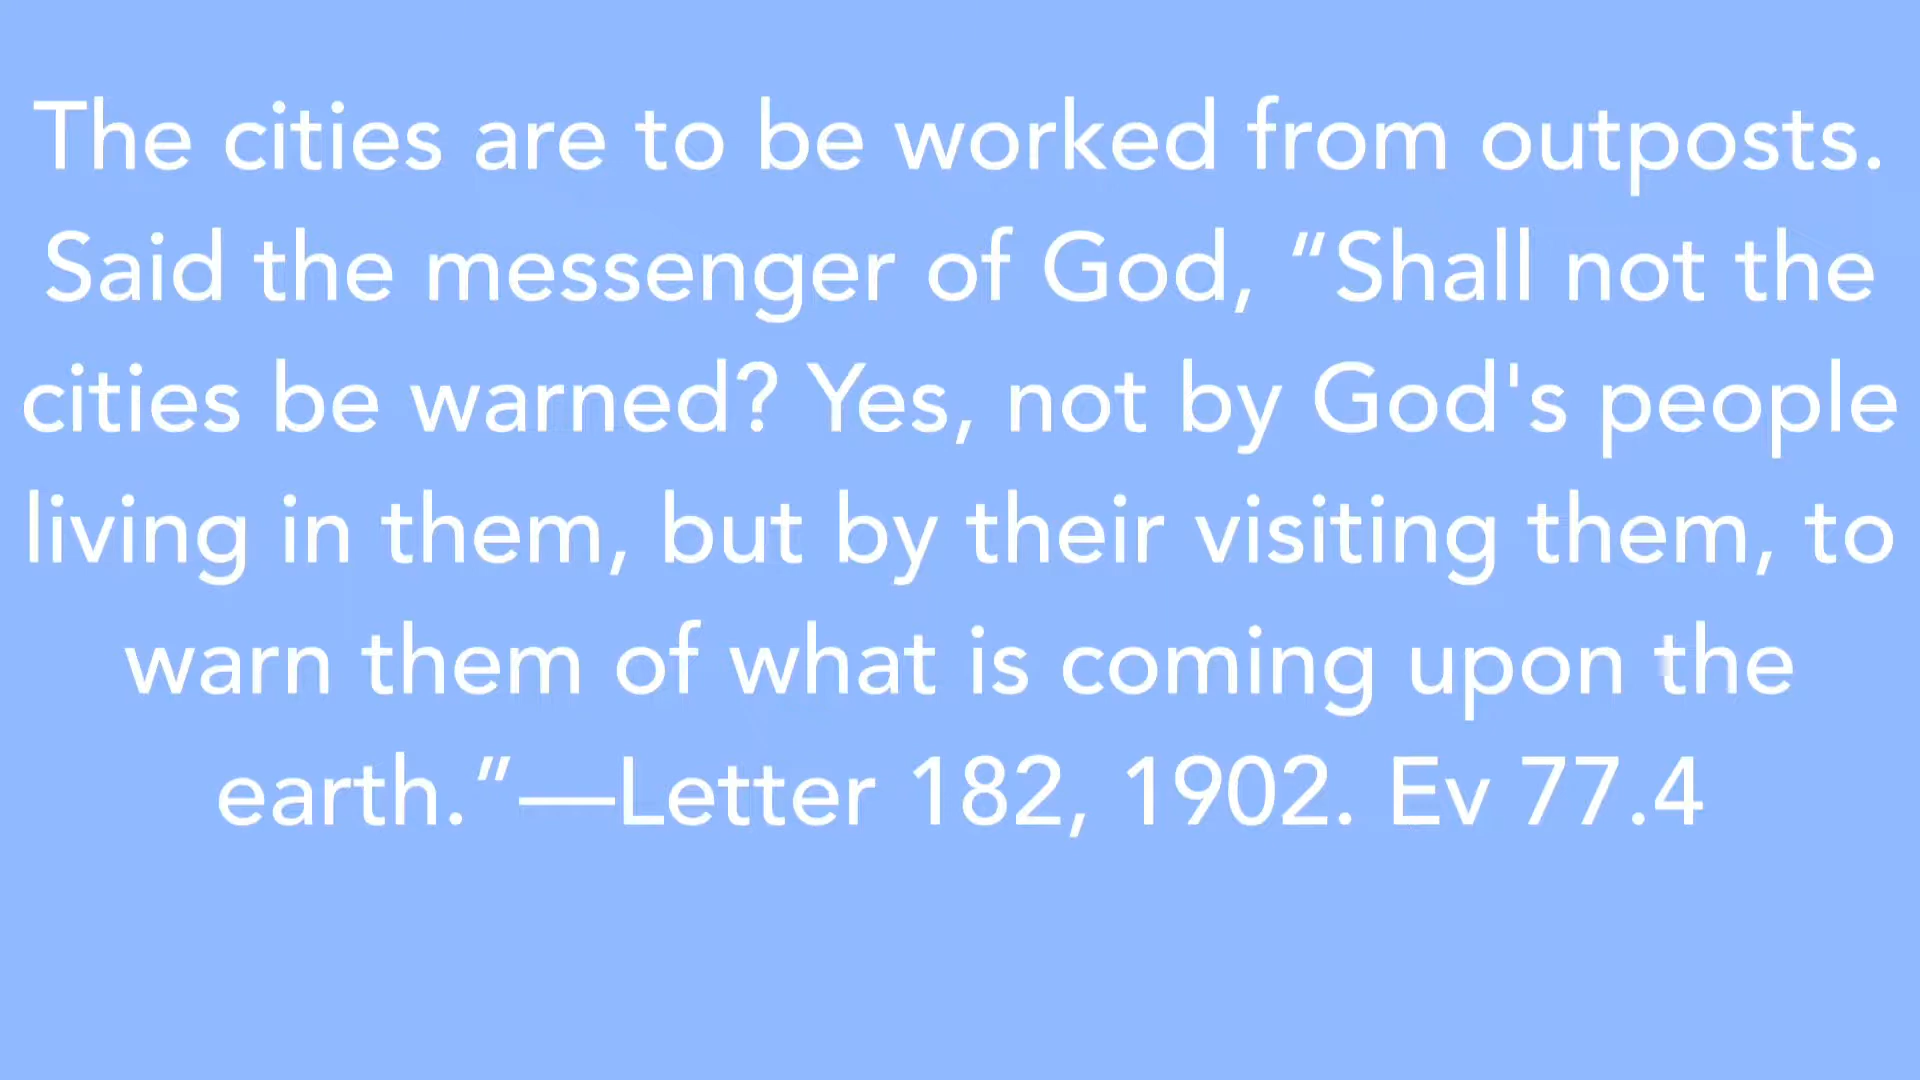 The cities are to be worked from outposts.
Said the messenger of God, “Shall not the
cities be warned? Yes, not by God's people
living in them, but by their visiting them, to
warn them of what is coming upon the
earth.”—Letter 182, 1902. Ev 77.4